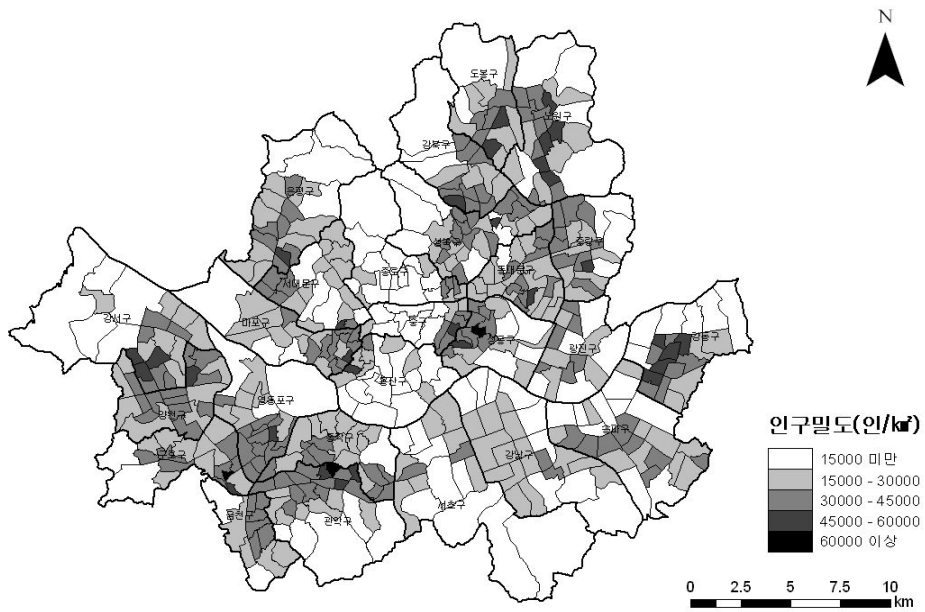 N
도봉구
노원구
강북구
은평구
성북구
중랑구
종로구
동대문구
서대문구
강서구
마포구
중구
성동구
광진구
강동구
용산구
영등포구
양천구
동작구
송파구
강남구
구로구
금천구
관악구
서초구
인구밀도(인/㎢)
15000 미만
15000 - 30000
30000 - 45000
45000 - 60000
60000 이상
0 2.5 5 7.5 10
km